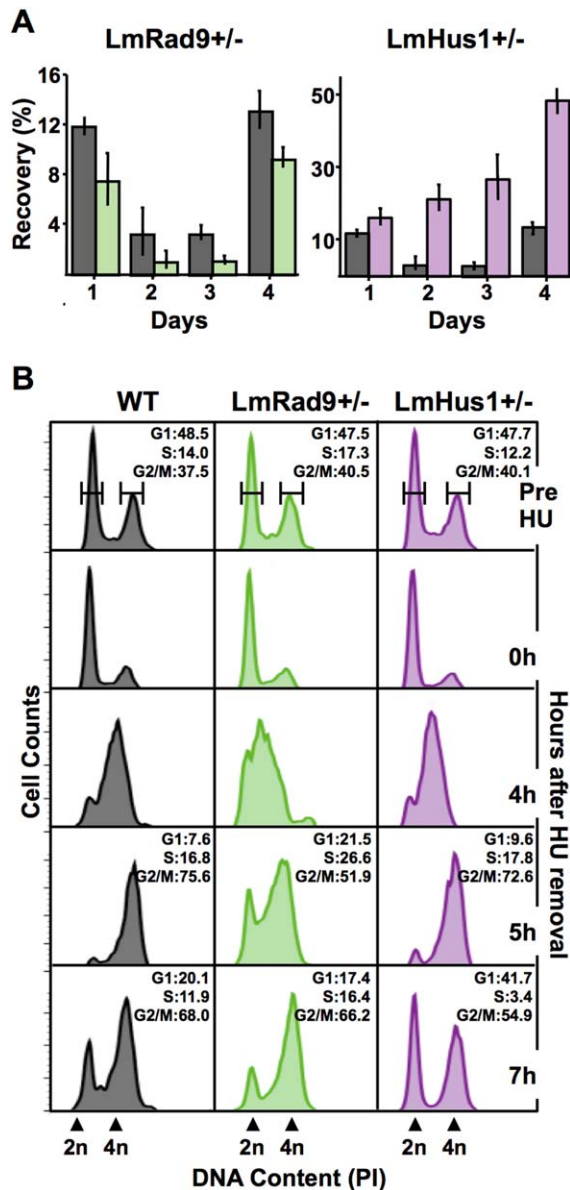 A
LmRad9+/-
LmHus1+/-
Recovery (%)
16
12
8
4
1 2 3 4
Days
50
30
10
1 2 3 4
Days
B
WT
LmRad9+/-
LmHus1+/-
G1:48.5
S:14.0
G2/M:37.5
G1:47.5
S:17.3
G2/M:40.5
G1:47.7
S:12.2
G2/M:40.1
Pre
HU
0h
4h
G1:7.6
S:16.8
G2/M:75.6
G1:21.5
S:26.6
G2/M:51.9
G1:9.6
S:17.8
G2/M:72.6
5h
G1:20.1
S:11.9
G2/M:68.0
G1:17.4
S:16.4
G2/M:66.2
G1:41.7
S:3.4
G2/M:54.9
7h
Cell Counts
Hours after HU removal
2n 4n
2n 4n
2n 4n
DNA Content (PI)